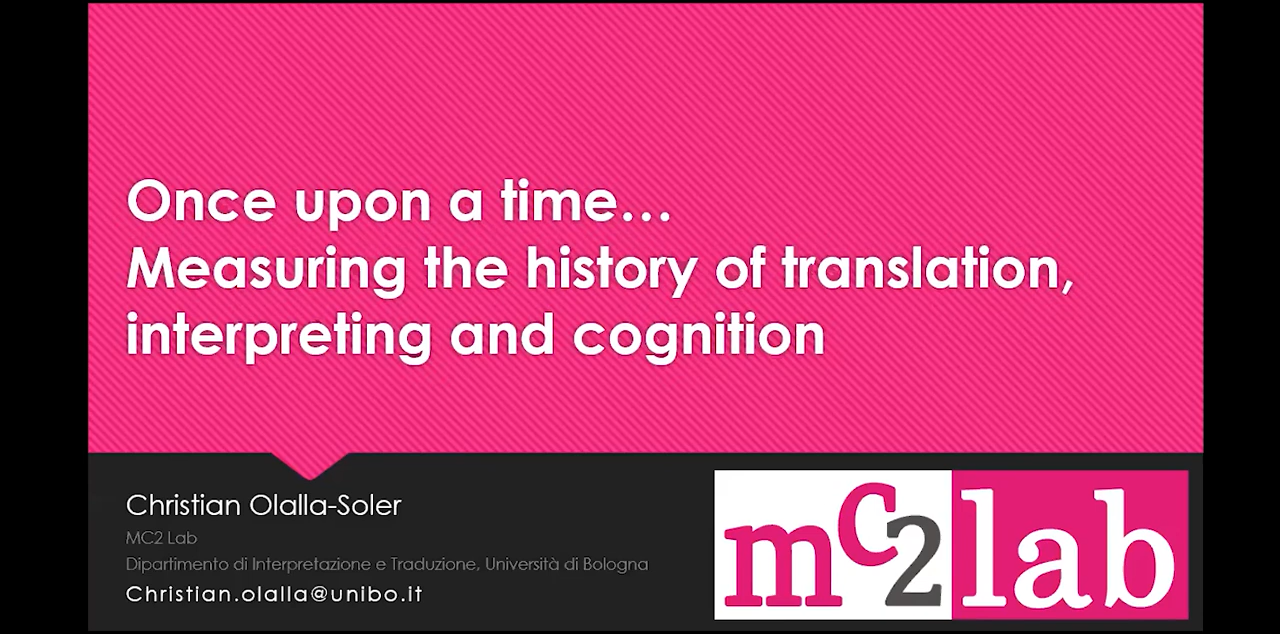 Once upon a time…
Measuring the history of translation,
interpreting and cognition
Christian Olalla-Soler
MC2 Lab
Dipartimento di Interpretazione e Traduzione, Università di Bologna
Christian.olalla@unibo.it
mc2lab